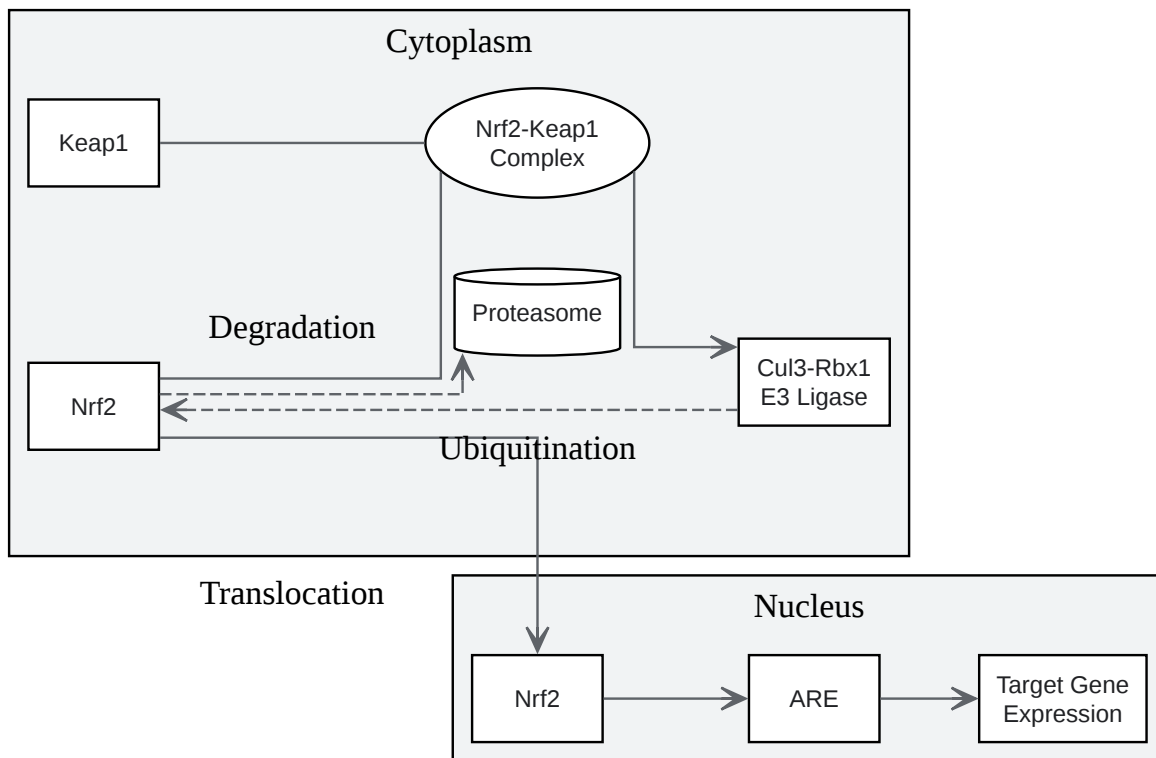 Cytoplasm
Keap1
Nrf2-Keap1
Complex
Proteasome
Degradation
Cul3-Rbx1
E3 Ligase
Nrf2
Ubiquitination
Translocation
Nucleus
Nrf2
ARE
Target Gene
Expression